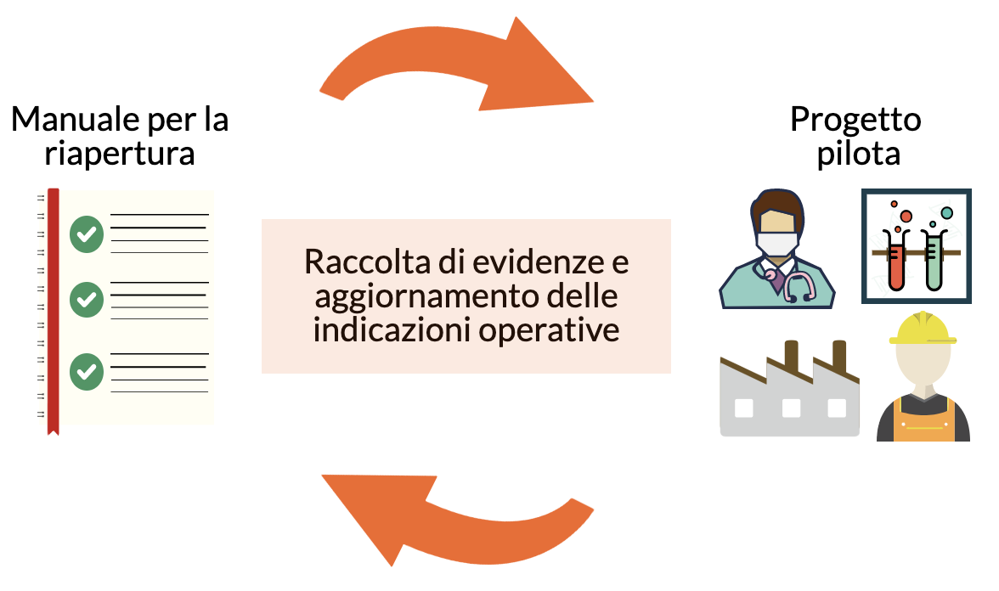 Manuale per la
riapertura
Progetto
pilota
Raccolta di evidenze e
aggiornamento delle
indicazioni operative